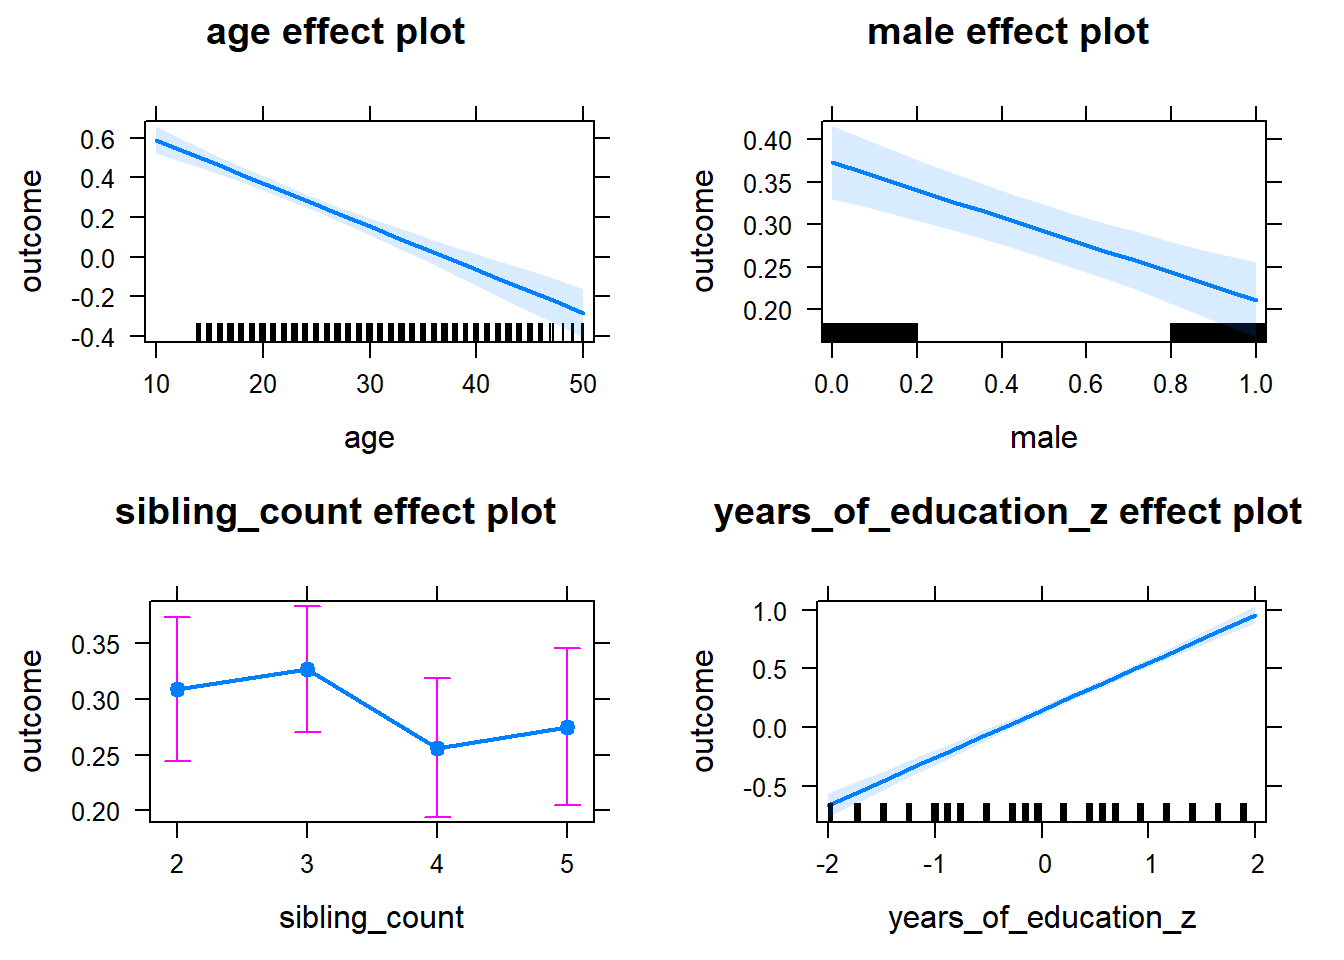 age effect plot
outcome
0.6
0.4
0.2
0.0
-0.2
-0.4
10 20 30 40 50
age
male effect plot
outcome
0.40
0.35
0.30
0.25
0.20
0.0 0.2 0.4 0.6 0.8 1.0
male
sibling_count effect plot
outcome
0.35
0.30
0.25
0.20
2 3 4 5
sibling_count
years_of_education_z effect plot
outcome
1.0
0.5
0.0
-0.5
-2 -1 0 1 2
years_of_education_z